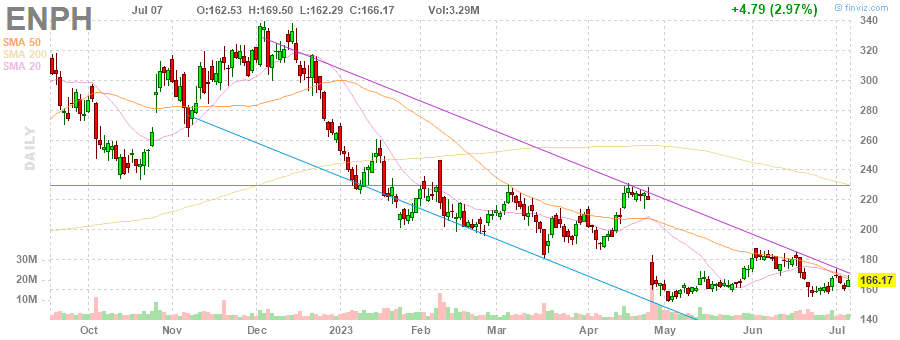 ENPH Jul 07 O:162.53 H:169.50 L:162.29 C:166.17 Vol:3.29M +4.79 (2.97%) © finviz.com
SMA 50
SMA 200
SMA 20
DAILY
340
320
300
280
260
240
220
200
180
166.17
160
140
30M
20M
10M
Oct Nov Dec 2023 Feb Mar Apr May Jun Jul